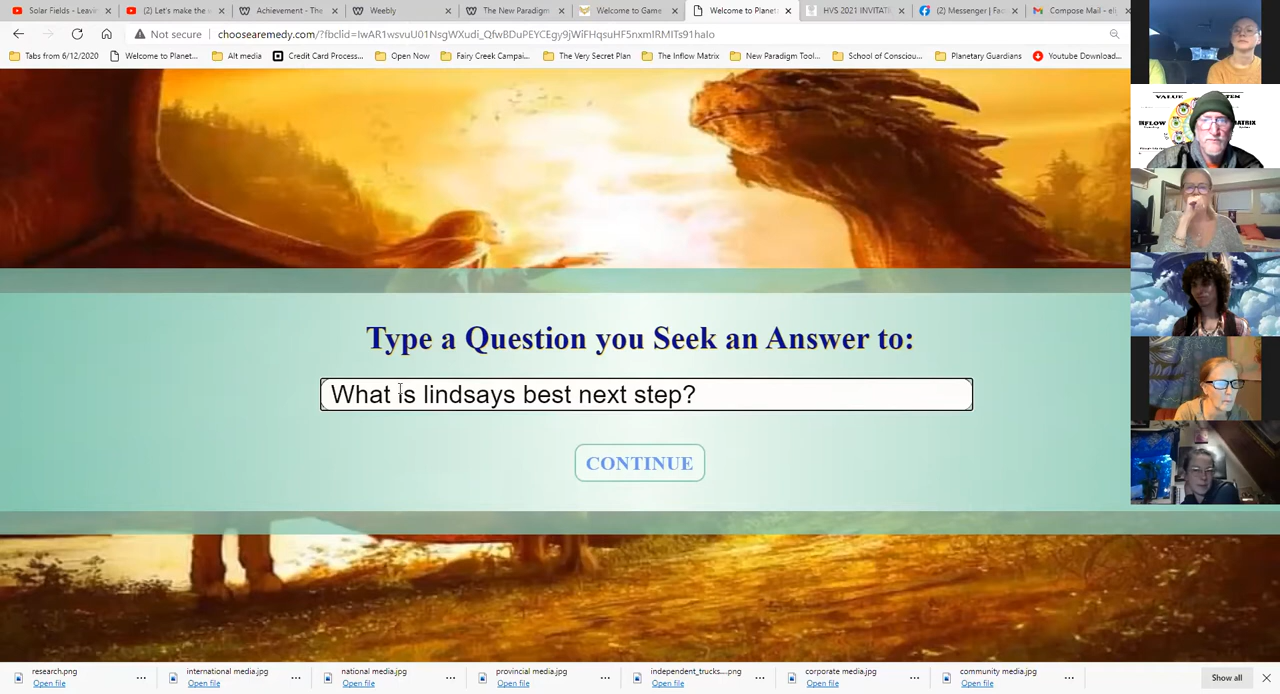 Solar Fields - Leavin
(2) Let's make the
Achievement - The
Weebly
The New Paradigm
Welcome to Game
Welcome to Planeta
HVS 2021 INVITATI
(2) Messenger | Fac
Compose Mail - eli
Not secure
choosearemedy.com/?fbclid=IwAR1wsvuU01NsgWXudi_QfwBDuPEYCEgy9jWiFHqsuHF5nxmlRMITs91haIo
Tabs from 6/12/2020
Welcome to Planet...
Alt media
Credit Card Process...
Open Now
Fairy Creek Campai...
The Very Secret Plan
The Inflow Matrix
New Paradigm Tool...
School of Consciou...
Planetary Guardians
Youtube Download...
VALUE
Type a Question you Seek an Answer to:
What is lindsays best next step?
CONTINUE
research.png
Open file
international media.jpg
Open file
national media.jpg
Open file
provincial media.jpg
Open file
independent_trucks....png
Open file
corporate media.jpg
Open file
community media.jpg
Open file
Show all